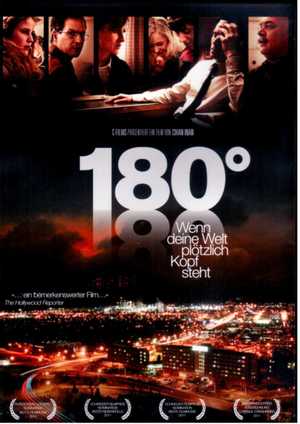 C-FILMS PRÄSENTIERT EIN FILM VON CIHAN INAN
180°
Wenn
deine Welt
plötzlich
Kopf
steht
«…ein bemerkenswerter Film…»
The Hollywood Reporter